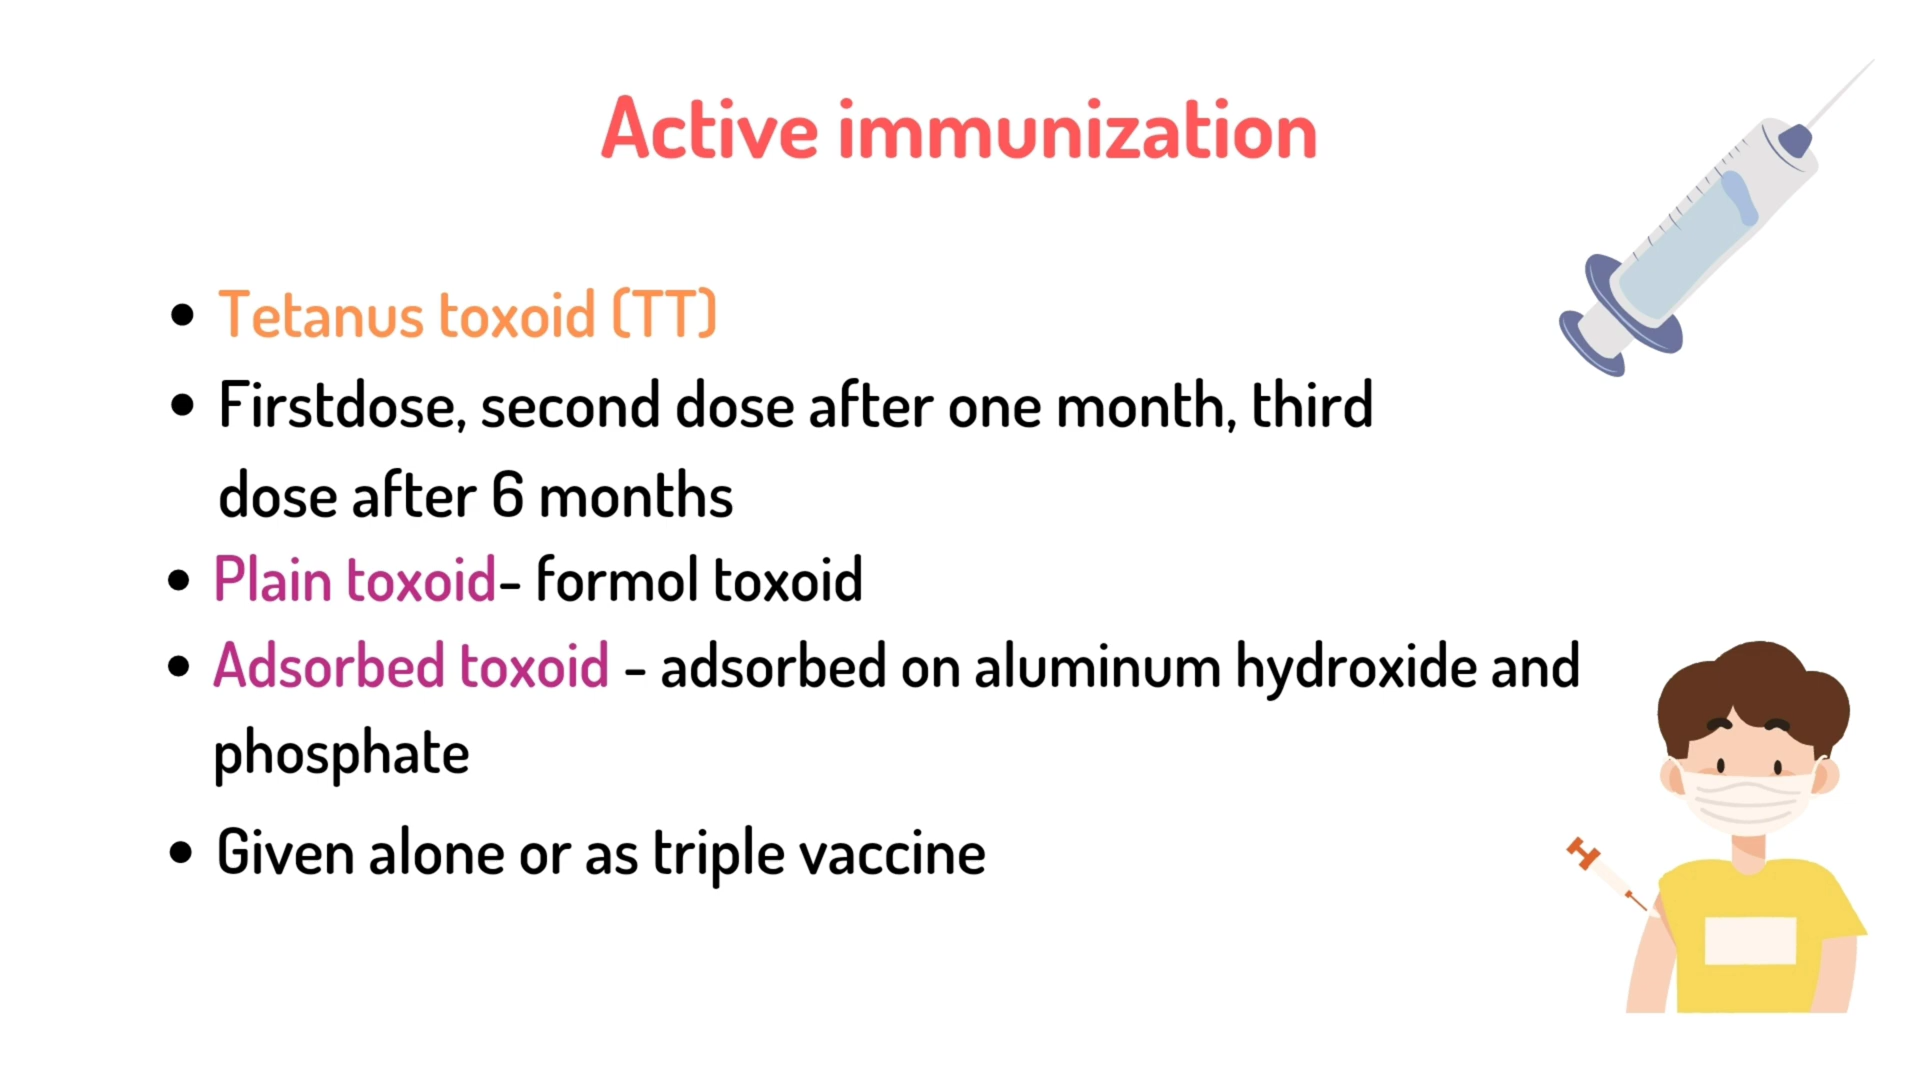 Active immunization
• Tetanus toxoid (TT)
• Firstdose, second dose after one month, third
dose after 6 months
• Plain toxoid- formol toxoid
• Adsorbed toxoid - adsorbed on aluminum hydroxide and
phosphate
• Given alone or as triple vaccine